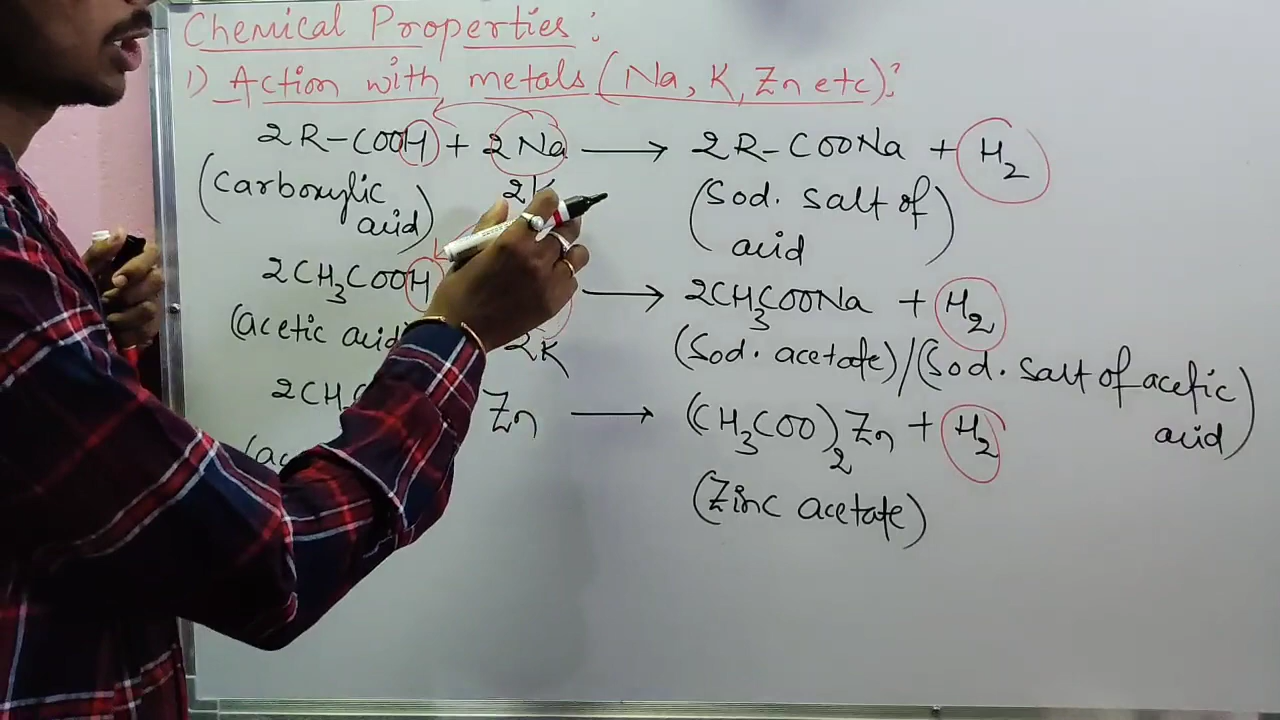 Chemical Properties:
1) Action with metals (Na, K, Zn etc):
2R-COOH + 2Na ⟶ 2R-COONa + H₂
(Carboxylic acid) 2K (Sod. salt of acid)
2CH₃COOH ⟶ 2CH₃COONa + H₂
(acetic acid 2K (Sod. acetate)/(Sod. salt of acetic acid)
2CH Zn ⟶ (CH₃COO)₂Zn + H₂
(Zinc acetate)